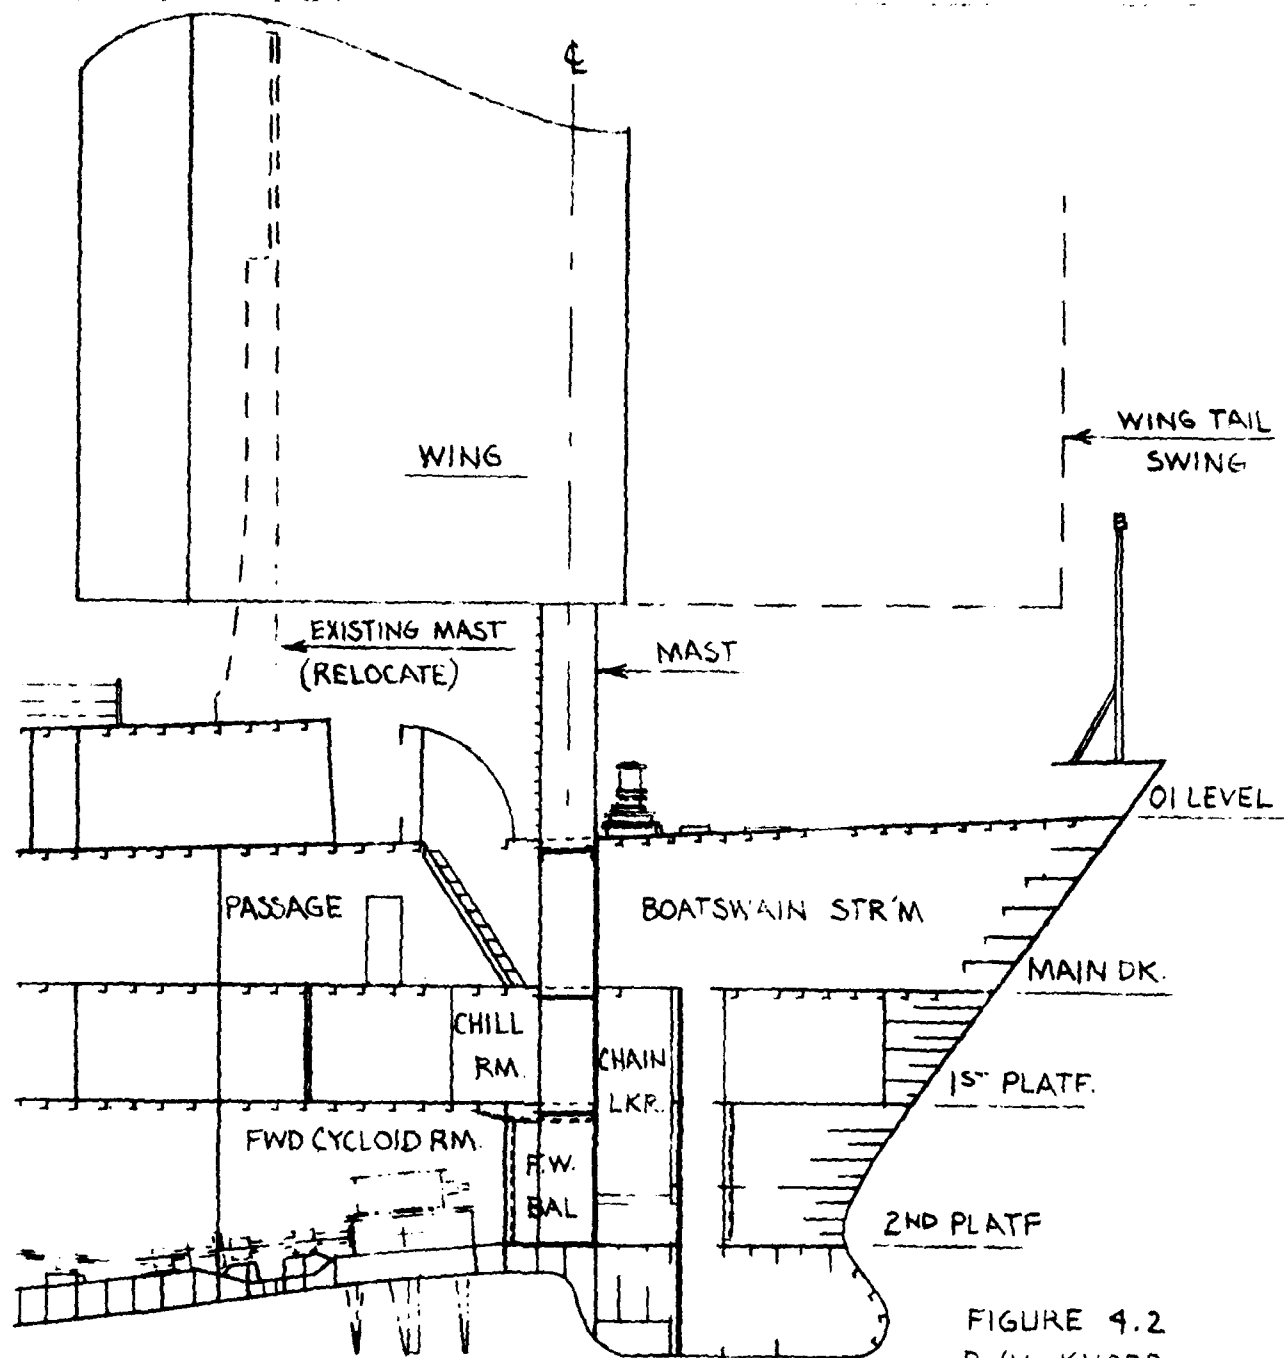 ℄
WING
WING TAIL
SWING
EXISTING MAST
(RELOCATE)
MAST
01 LEVEL
PASSAGE
BOATSWAIN STR'M
MAIN DK.
CHILL
RM.
CHAIN
LKR.
1ST PLATF.
FWD CYCLOID RM.
F.W.
BAL
2ND PLATF
FIGURE 4.2